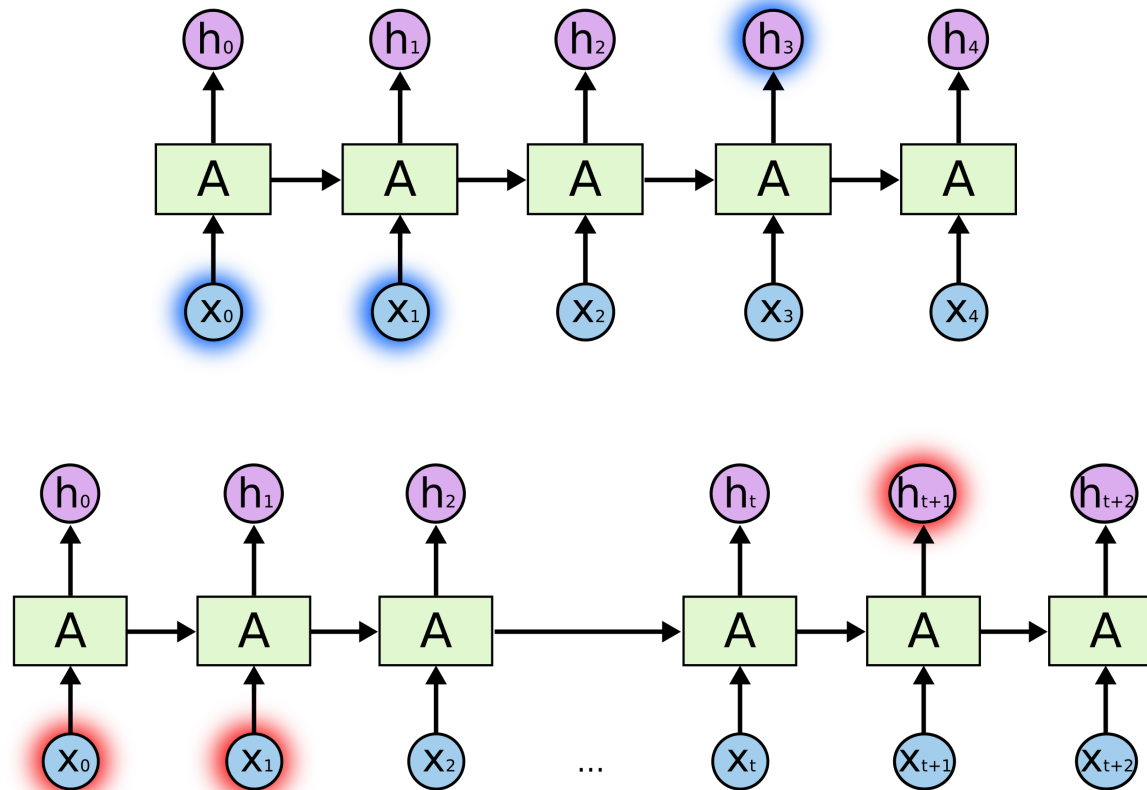 h₀ h₁ h₂ h₃ h₄
A A A A A
x₀ x₁ x₂ x₃ x₄
h₀ h₁ h₂ hₜ hₜ₊₁ hₜ₊₂
A A A A A A
x₀ x₁ x₂ ... xₜ xₜ₊₁ xₜ₊₂